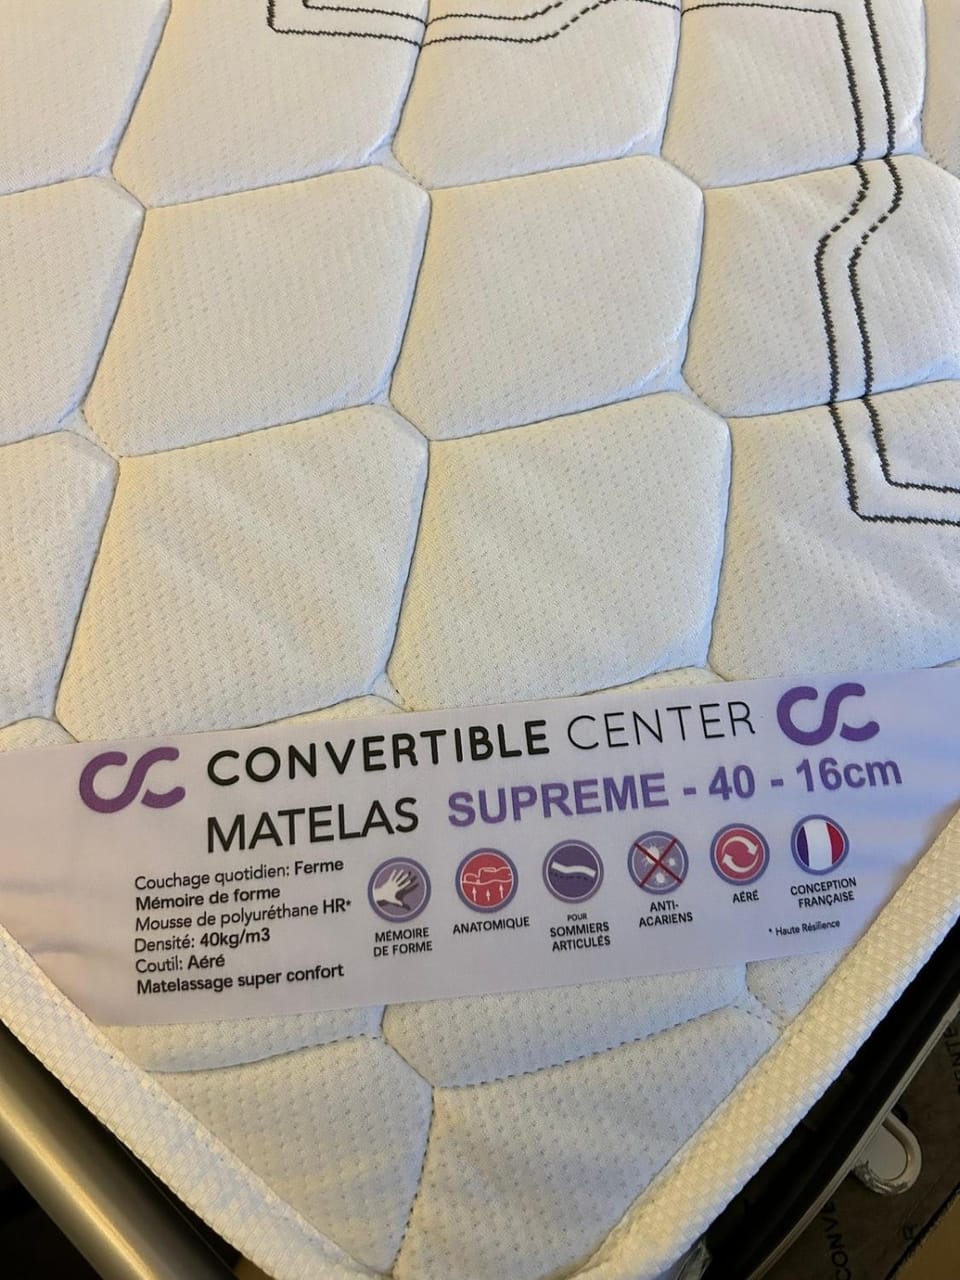 CONVERTIBLE CENTER
MATELAS SUPREME - 40 - 16cm
Couchage quotidien: Ferme
Mémoire de forme
Mousse de polyuréthane HR*
Densité: 40kg/m3
Coutil: Aéré
Matelassage super confort
MÉMOIRE
DE FORME
ANATOMIQUE
POUR
SOMMIERS
ARTICULÉS
ANTI-
ACARIENS
AÉRÉ
CONCEPTION
FRANÇAISE
* Haute Résilience